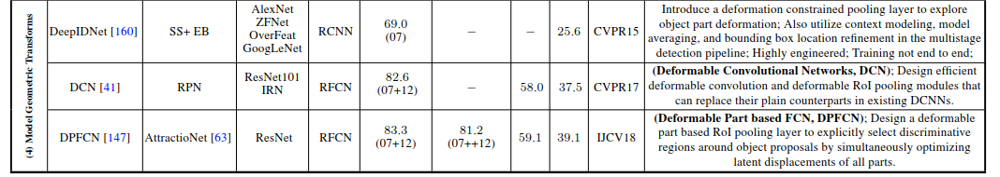 (4) Model Geometric Transforms
DeepIDNet [160]
SS+ EB
AlexNet
ZFNet
OverFeat
GoogLeNet
RCNN
69.0
(07)
−
−
25.6
CVPR15
Introduce a deformation constrained pooling layer to explore
object part deformation; Also utilize context modeling, model
averaging, and bounding box location refinement in the multistage
detection pipeline; Highly engineered; Training not end to end;
DCN [41]
RPN
ResNet101
IRN
RFCN
82.6
(07+12)
−
58.0
37.5
CVPR17
(Deformable Convolutional Networks, DCN); Design efficient
deformable convolution and deformable RoI pooling modules that
can replace their plain counterparts in existing DCNNs.
DPFCN [147]
AttractioNet [63]
ResNet
RFCN
83.3
(07+12)
81.2
(07++12)
59.1
39.1
IJCV18
(Deformable Part based FCN, DPFCN); Design a deformable
part based RoI pooling layer to explicitly select discriminative
regions around object proposals by simultaneously optimizing
latent displacements of all parts.